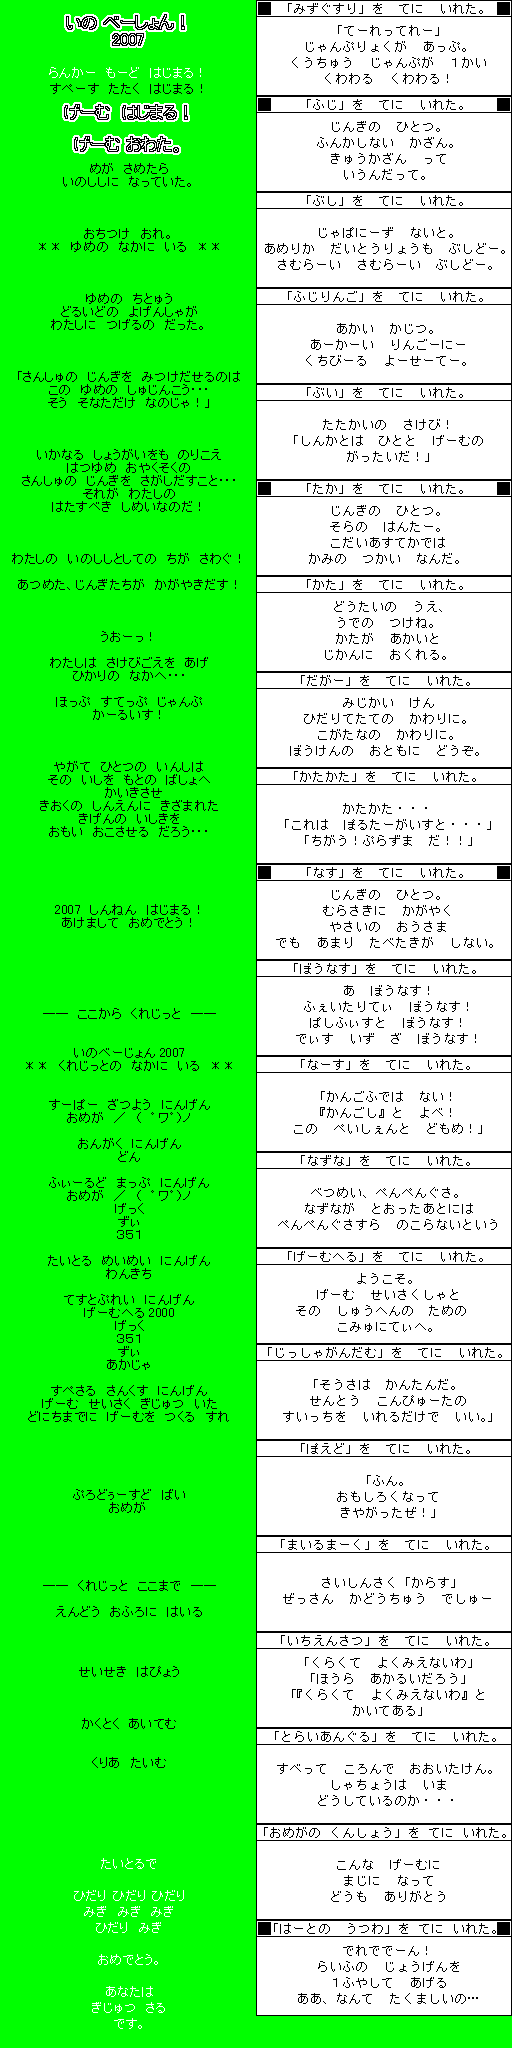 いの べーしょん！
2007
らんかー もーど はじまる！
すぺーす たたく はじまる！
げーむ はじまる！
げーむ おわた。
めが さめたら
いのししに なっていた。
おちつけ おれ。
＊＊ ゆめの なかに いる ＊＊
ゆめの ちとゅう
どるいどの よげんしゃが
わたしに つげるの だった。
「さんしゅの じんぎを みつけだせるのは
この ゆめの しゅじんこう･･･
そう そなただけ なのじゃ！」
いかなる しょうがいをも のりこえ
はつゆめ おやくそくの
さんしゅの じんぎを さがしだすこと･･･
それが わたしの
はたすべき しめいなのだ！
わたしの いのししとしての ちが さわぐ！
あつめた、じんぎたちが かがやきだす！
うおーっ！
わたしは さけびごえを あげ
ひかりの なかへ･･･
ほっぷ すてっぷ じゃんぷ
かーるいす！
やがて ひとつの いんしは
その いしを もとの ばしょへ
かいきさせ
きおくの しんえんに きざまれた
きげんの いしきを
おもい おこさせる だろう･･･
2007 しんねん はじまる！
あけまして おめでとう！
―― ここから くれじっと ――
いのべーじょん 2007
＊＊ くれじっとの なかに いる ＊＊
すーぱー ざつよう にんげん
おめが ／（ ﾟワﾟ)ノ
おんがく にんげん
どん
ふぃーるど まっぷ にんげん
おめが ／（ ﾟワﾟ)ノ
げっく
ずぃ
３５１
たいとる めいめい にんげん
わんきち
てすとぷれい にんげん
げーむへる 2000
げっく
３５１
ずぃ
あかじゃ
すぺさる さんくす にんげん
げーむ せいさく ぎじゅつ いた
どにちまでに げーむを つくる すれ
ぷろどぅーすど ばい
おめが
―― くれじっと ここまで ――
えんどう おふろに はいる
せいせき はぴょう
かくとく あいてむ
くりあ たいむ
たいとるで
ひだり ひだり ひだり
みぎ みぎ みぎ
ひだり みぎ
おめでとう。
あなたは
ぎじゅつ さる
です。
「みずぐすり」を てに いれた。
「てーれってれー」
じゃんぷりょくが あっぷ。
くうちゅう じゃんぷが １かい
くわわる くわわる！
「ふじ」を てに いれた。
じんぎの ひとつ。
ふんかしない かざん。
きゅうかざん って
いうんだって。
「ぶし」を てに いれた。
じゃぱにーず ないと。
あめりか だいとうりょうも ぶしどー。
さむらーい さむらーい ぶしどー。
「ふじりんご」を てに いれた。
あかい かじつ。
あーかーい りんごーにー
くちびーる よーせーてー。
「ぶい」を てに いれた。
たたかいの さけび！
「しんかとは ひとと げーむの
がったいだ！」
「たか」を てに いれた。
じんぎの ひとつ。
そらの はんたー。
こだいあすてかでは
かみの つかい なんだ。
「かた」を てに いれた。
どうたいの うえ、
うでの つけね。
かたが あかいと
じかんに おくれる。
「だがー」を てに いれた。
みじかい けん
ひだりてたての かわりに。
こがたなの かわりに。
ぼうけんの おともに どうぞ。
「かたかた」を てに いれた。
かたかた・・・
「これは ぽるたーがいすと・・・」
「ちがう！ぷらずま だ！！」
「なす」を てに いれた。
じんぎの ひとつ。
むらさきに かがやく
やさいの おうさま
でも あまり たべたきが しない。
「ぼうなす」を てに いれた。
あ ぼうなす！
ふぇいたりてぃ ぼうなす！
ぱしふぃすと ぼうなす！
でぃす いず ざ ぼうなす！
「なーす」を てに いれた。
「かんごふでは ない！
『かんごし』と よべ！
この ぺいしぇんと どもめ！」
「なずな」を てに いれた。
べつめい、ぺんぺんぐさ。
なずなが とおったあとには
ぺんぺんぐさすら のこらないという
「げーむへる」を てに いれた。
ようこそ。
げーむ せいさくしゃと
その しゅうへんの ための
こみゅにてぃへ。
「じっしゃがんだむ」を てに いれた。
「そうさは かんたんだ。
せんとう こんぴゅーたの
すいっちを いれるだけで いい。」
「ぽえど」を てに いれた。
「ふん。
おもしろくなって
きやがったぜ！」
「まいるまーく」を てに いれた。
さいしんさく「からす」
ぜっさん かどうちゅう でしゅー
「いちえんさつ」を てに いれた。
「くらくて よくみえないわ」
「ほうら あかるいだろう」
「『くらくて よくみえないわ』と
かいてある」
「とらいあんぐる」を てに いれた。
すべって ころんで おおいたけん。
しゃちょうは いま
どうしているのか・・・
「おめがの くんしょう」を てに いれた。
こんな げーむに
まじに なって
どうも ありがとう
「はーとの うつわ」を てに いれた。
でれででーん！
らいふの じょうげんを
１ふやして あげる
ああ、なんて たくましいの…